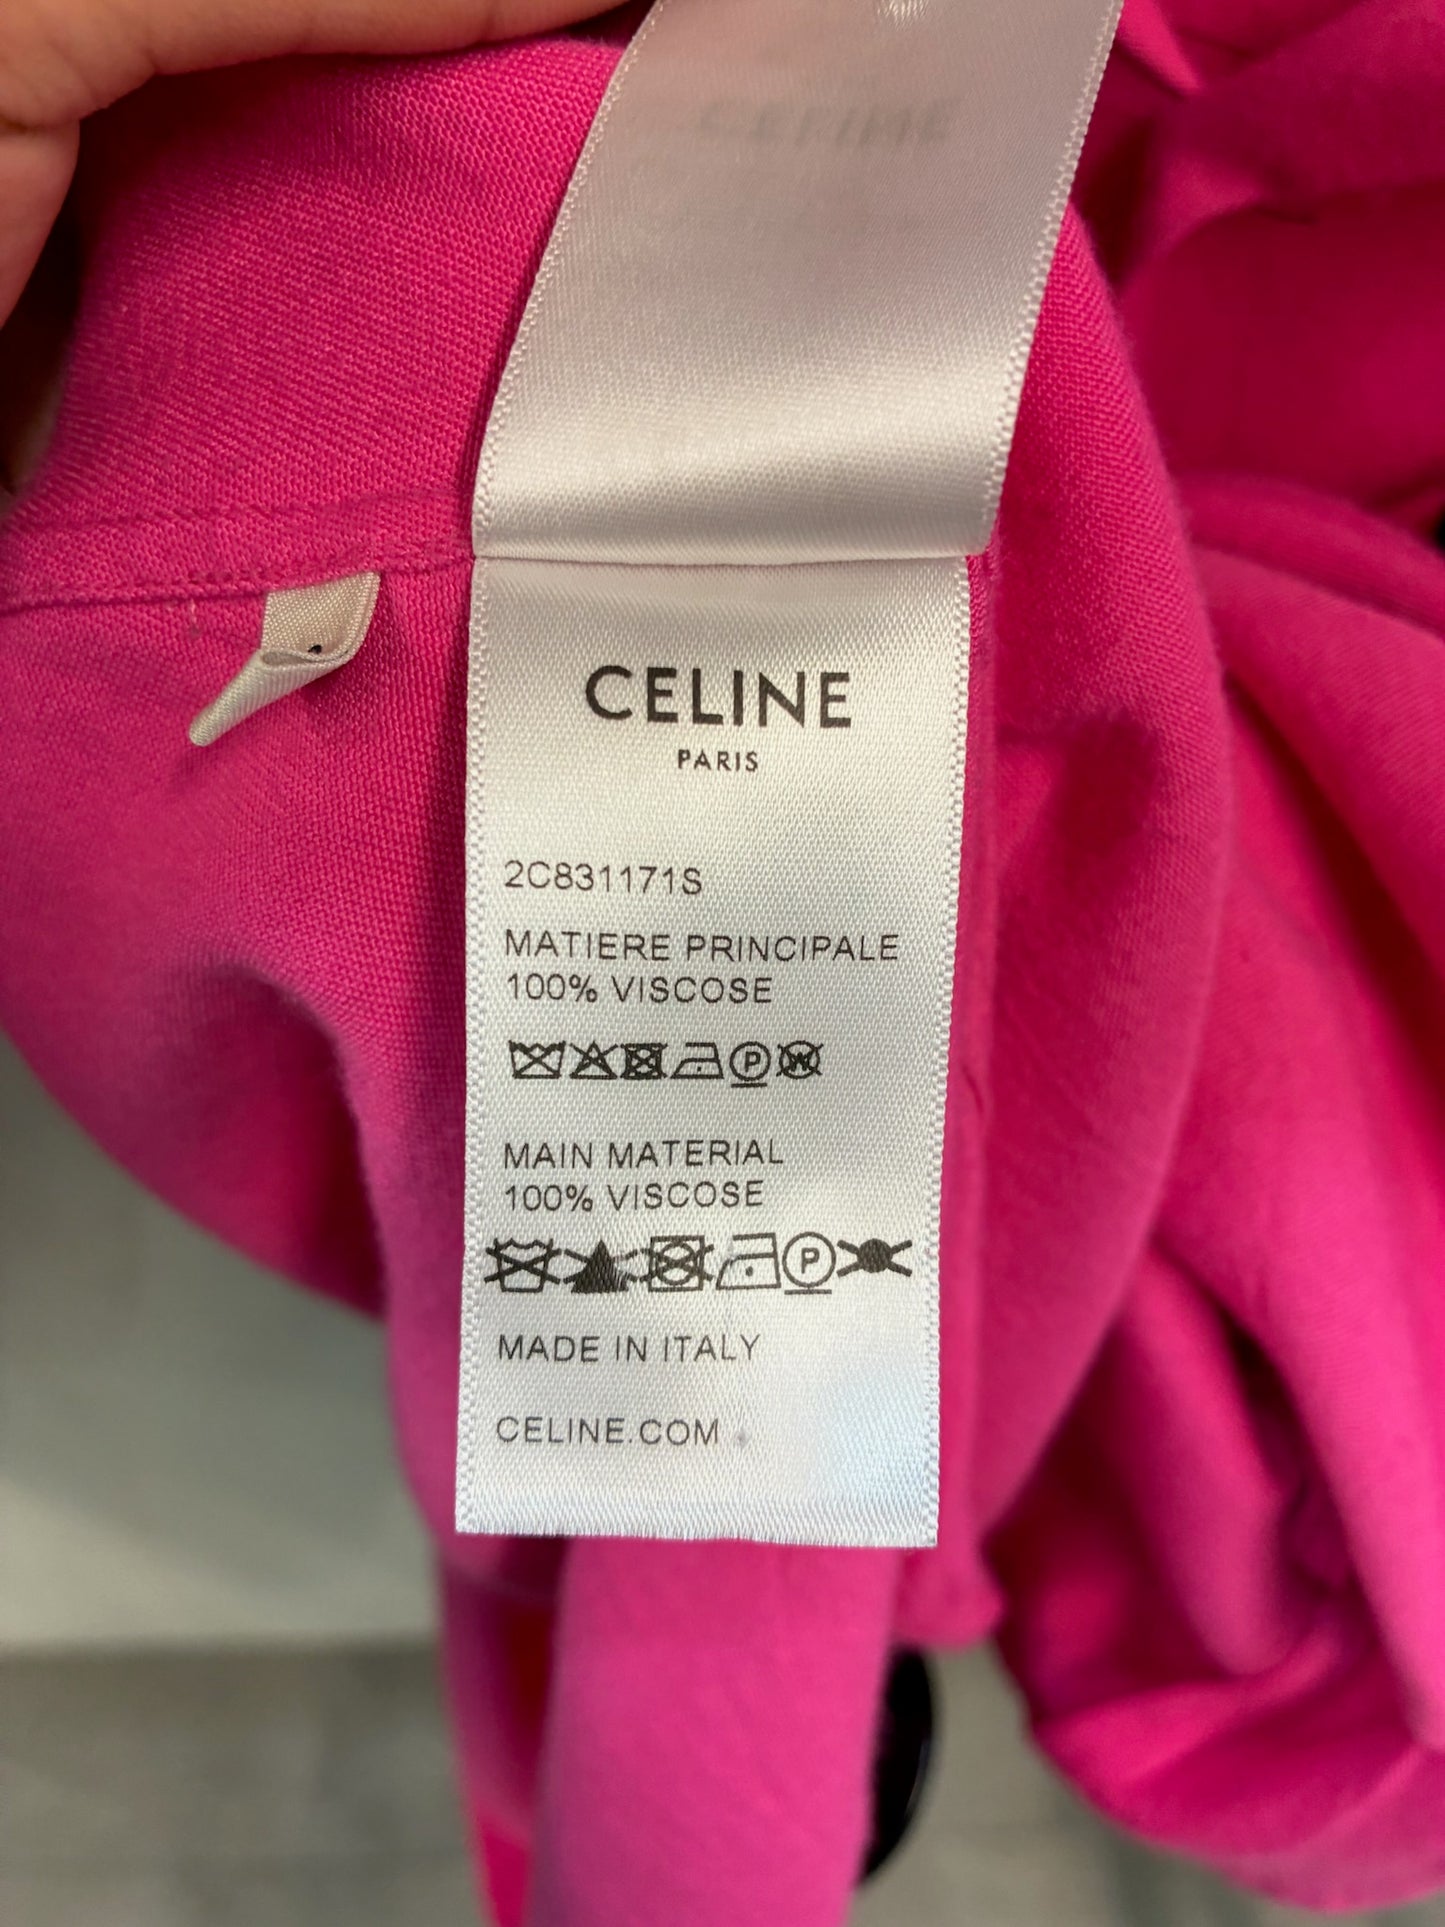 CELINE
PARIS
2C831171S
MATIERE PRINCIPALE
100% VISCOSE
P W
MAIN MATERIAL
100% VISCOSE
P
MADE IN ITALY
CELINE.COM